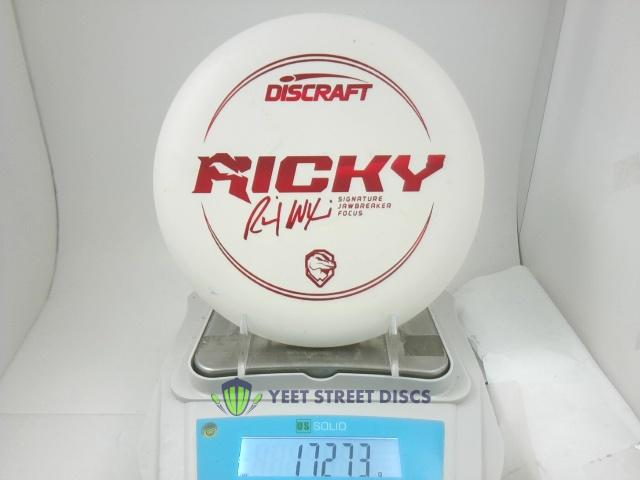 DISCRAFT
RICKY
SIGNATURE
JAWBREAKER
FOCUS
YEET STREET DISCS
US SOLID
172.73
g